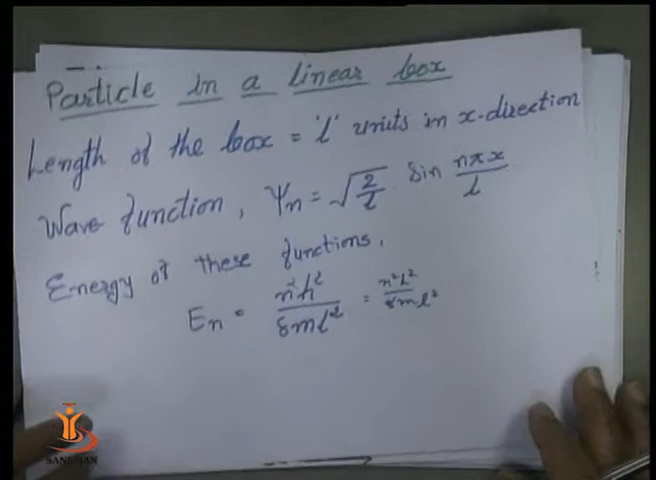 Particle in a linear box
Length of the box = 'l' units in x-direction
Wave function, Ψn = √(2/l) sin nπx/l
Energy of these functions,
En = n²h²/8ml² = n²h²/8ml²
SANDHAN